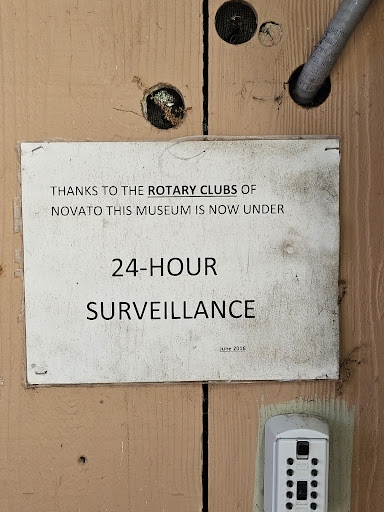 THANKS TO THE ROTARY CLUBS OF
NOVATO THIS MUSEUM IS NOW UNDER
24-HOUR
SURVEILLANCE
June 2016